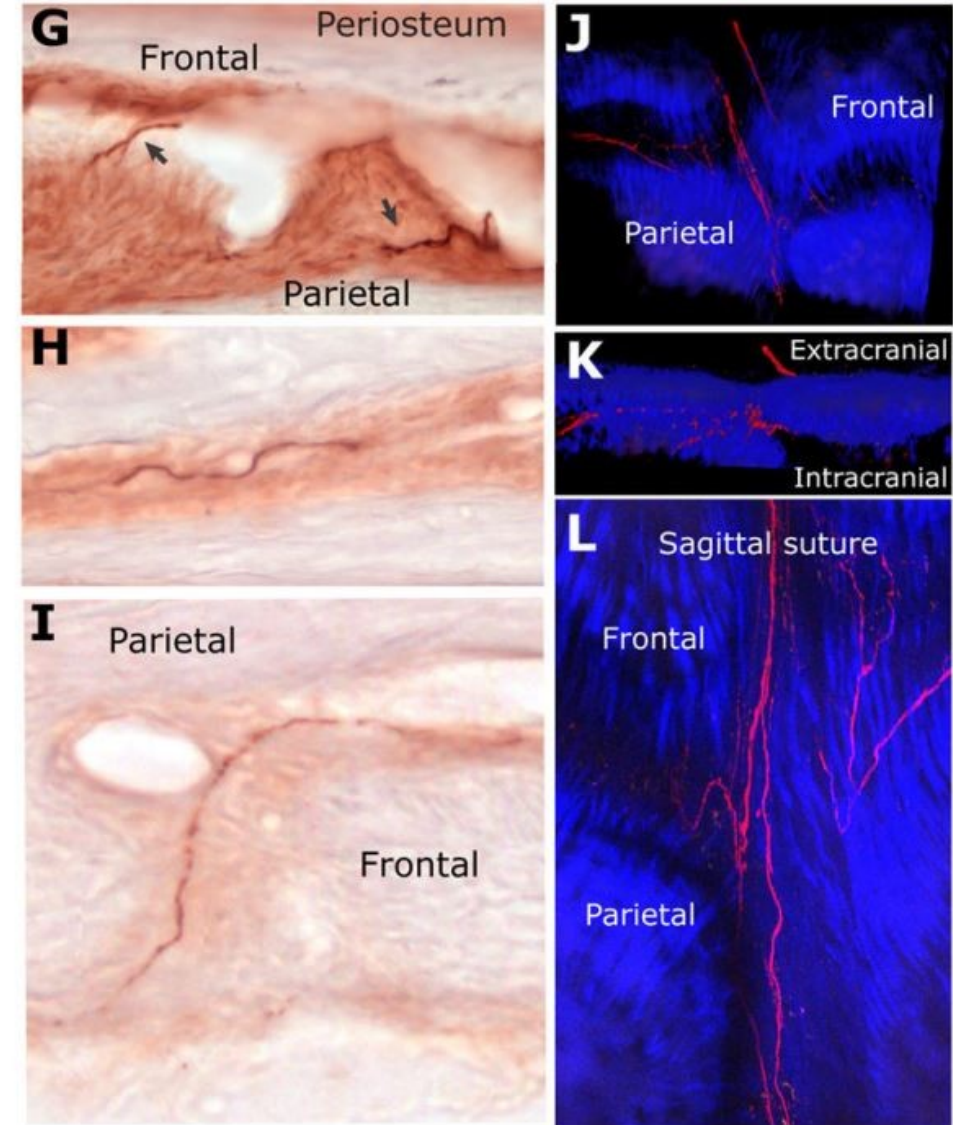 G
Periosteum
Frontal
Parietal
H
I
Parietal
Frontal
J
Frontal
Parietal
K
Extracranial
Intracranial
L
Sagittal suture
Frontal
Parietal